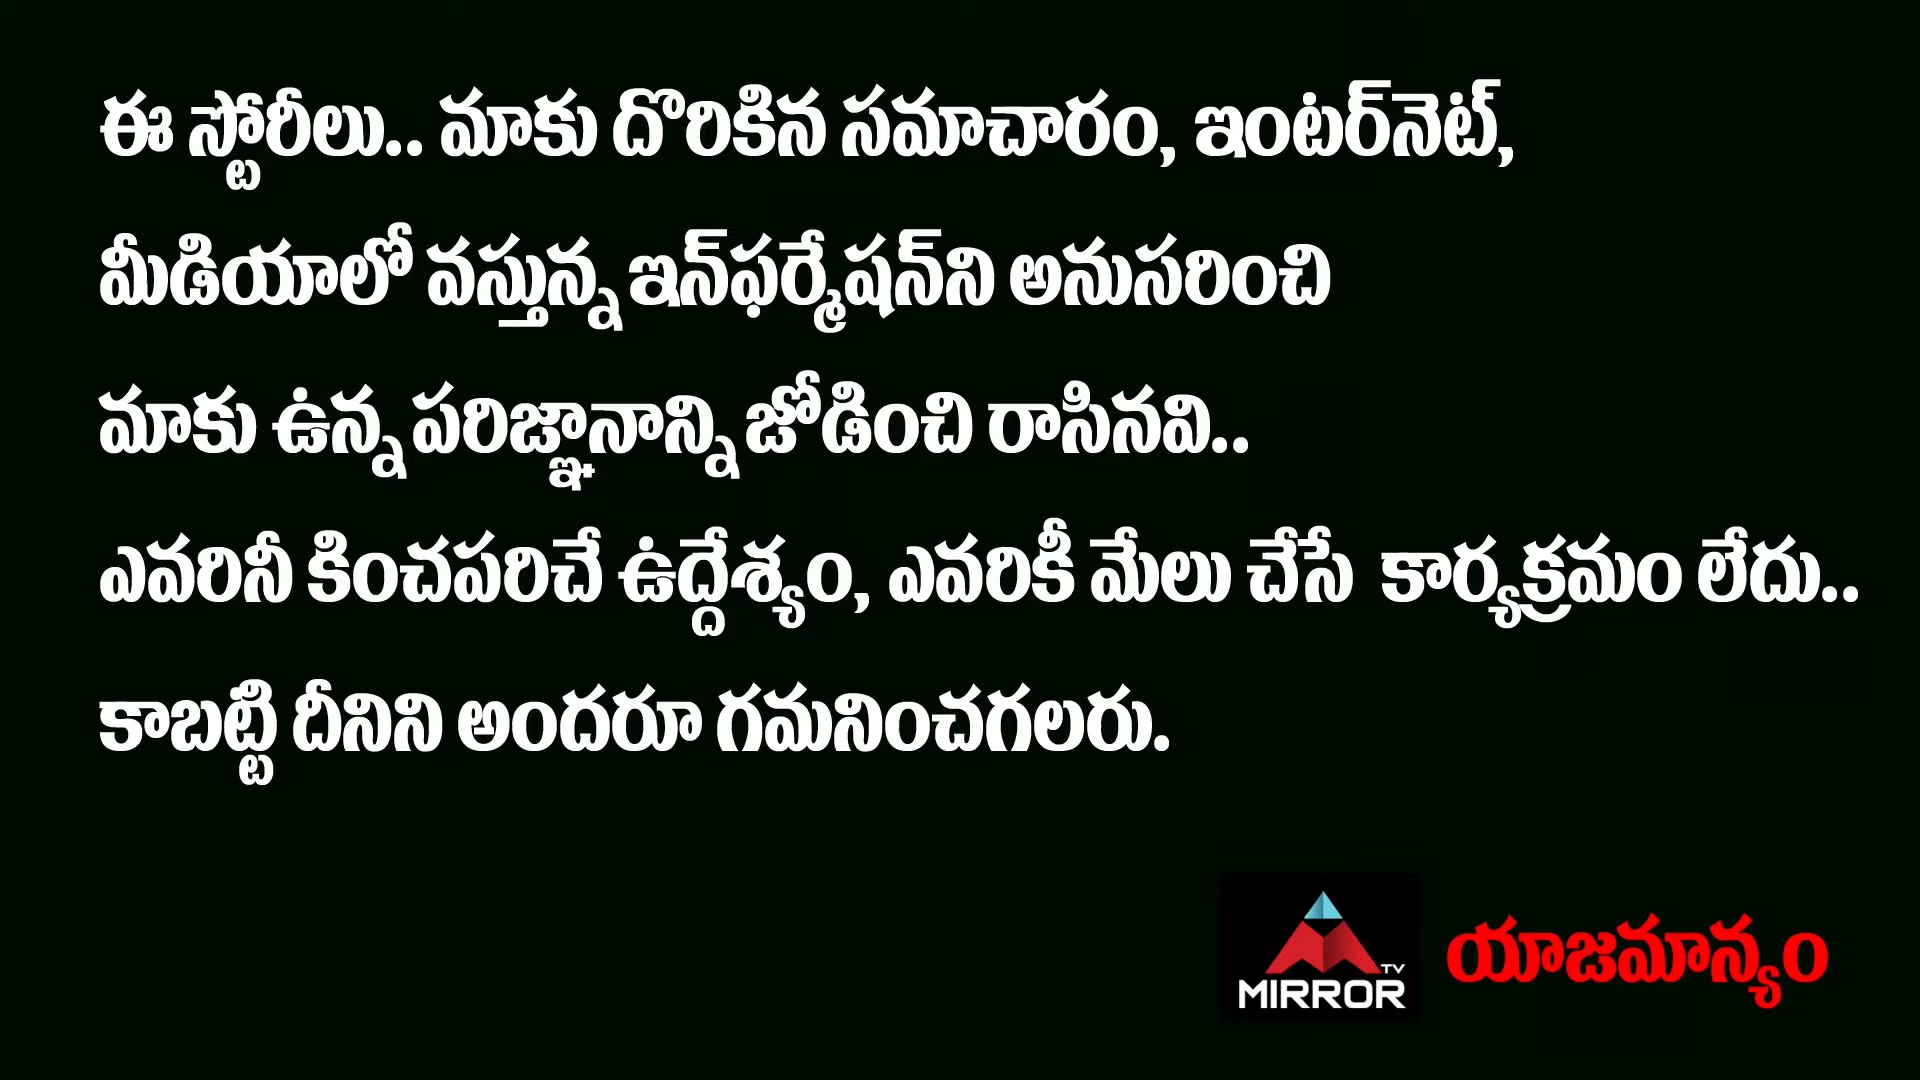 ఈ స్టోరీలు.. మాకు దొరికిన సమాచారం, ఇంటర్‌నెట్,
మీడియాలో వస్తున్న ఇన్‌ఫర్మేషన్‌ని అనుసరించి
మాకు ఉన్న పరిజ్ఞానాన్ని జోడించి రాసినవి..
ఎవరినీ కించపరిచే ఉద్దేశ్యం, ఎవరికీ మేలు చేసే కార్యక్రమం లేదు..
కాబట్టి దీనిని అందరూ గమనించగలరు.
TV
MIRROR
యాజమాన్యం